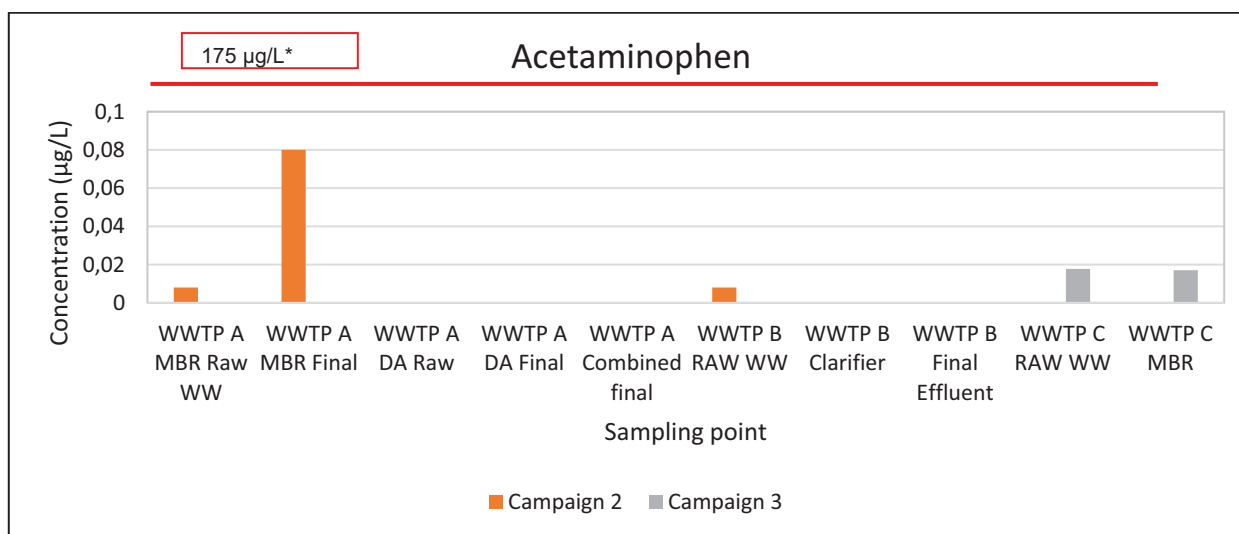 175 µg/L*
Acetaminophen
Concentration (µg/L)
0,1
0,08
0,06
0,04
0,02
0
WWTP A
MBR Raw
WW
WWTP A
MBR Final
WWTP A
DA Raw
WWTP A
DA Final
WWTP A
Combined
final
WWTP B
RAW WW
WWTP B
Clarifier
WWTP B
Final
Effluent
WWTP C
RAW WW
WWTP C
MBR
Sampling point
Campaign 2
Campaign 3